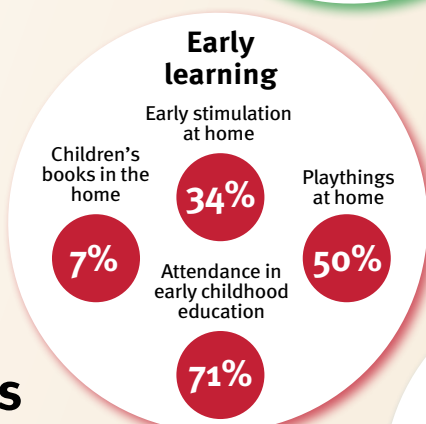 Early
learning
Early stimulation
at home
34%
Children's
books in the
home
7%
Playthings
at home
50%
Attendance in
early childhood
education
71%
s